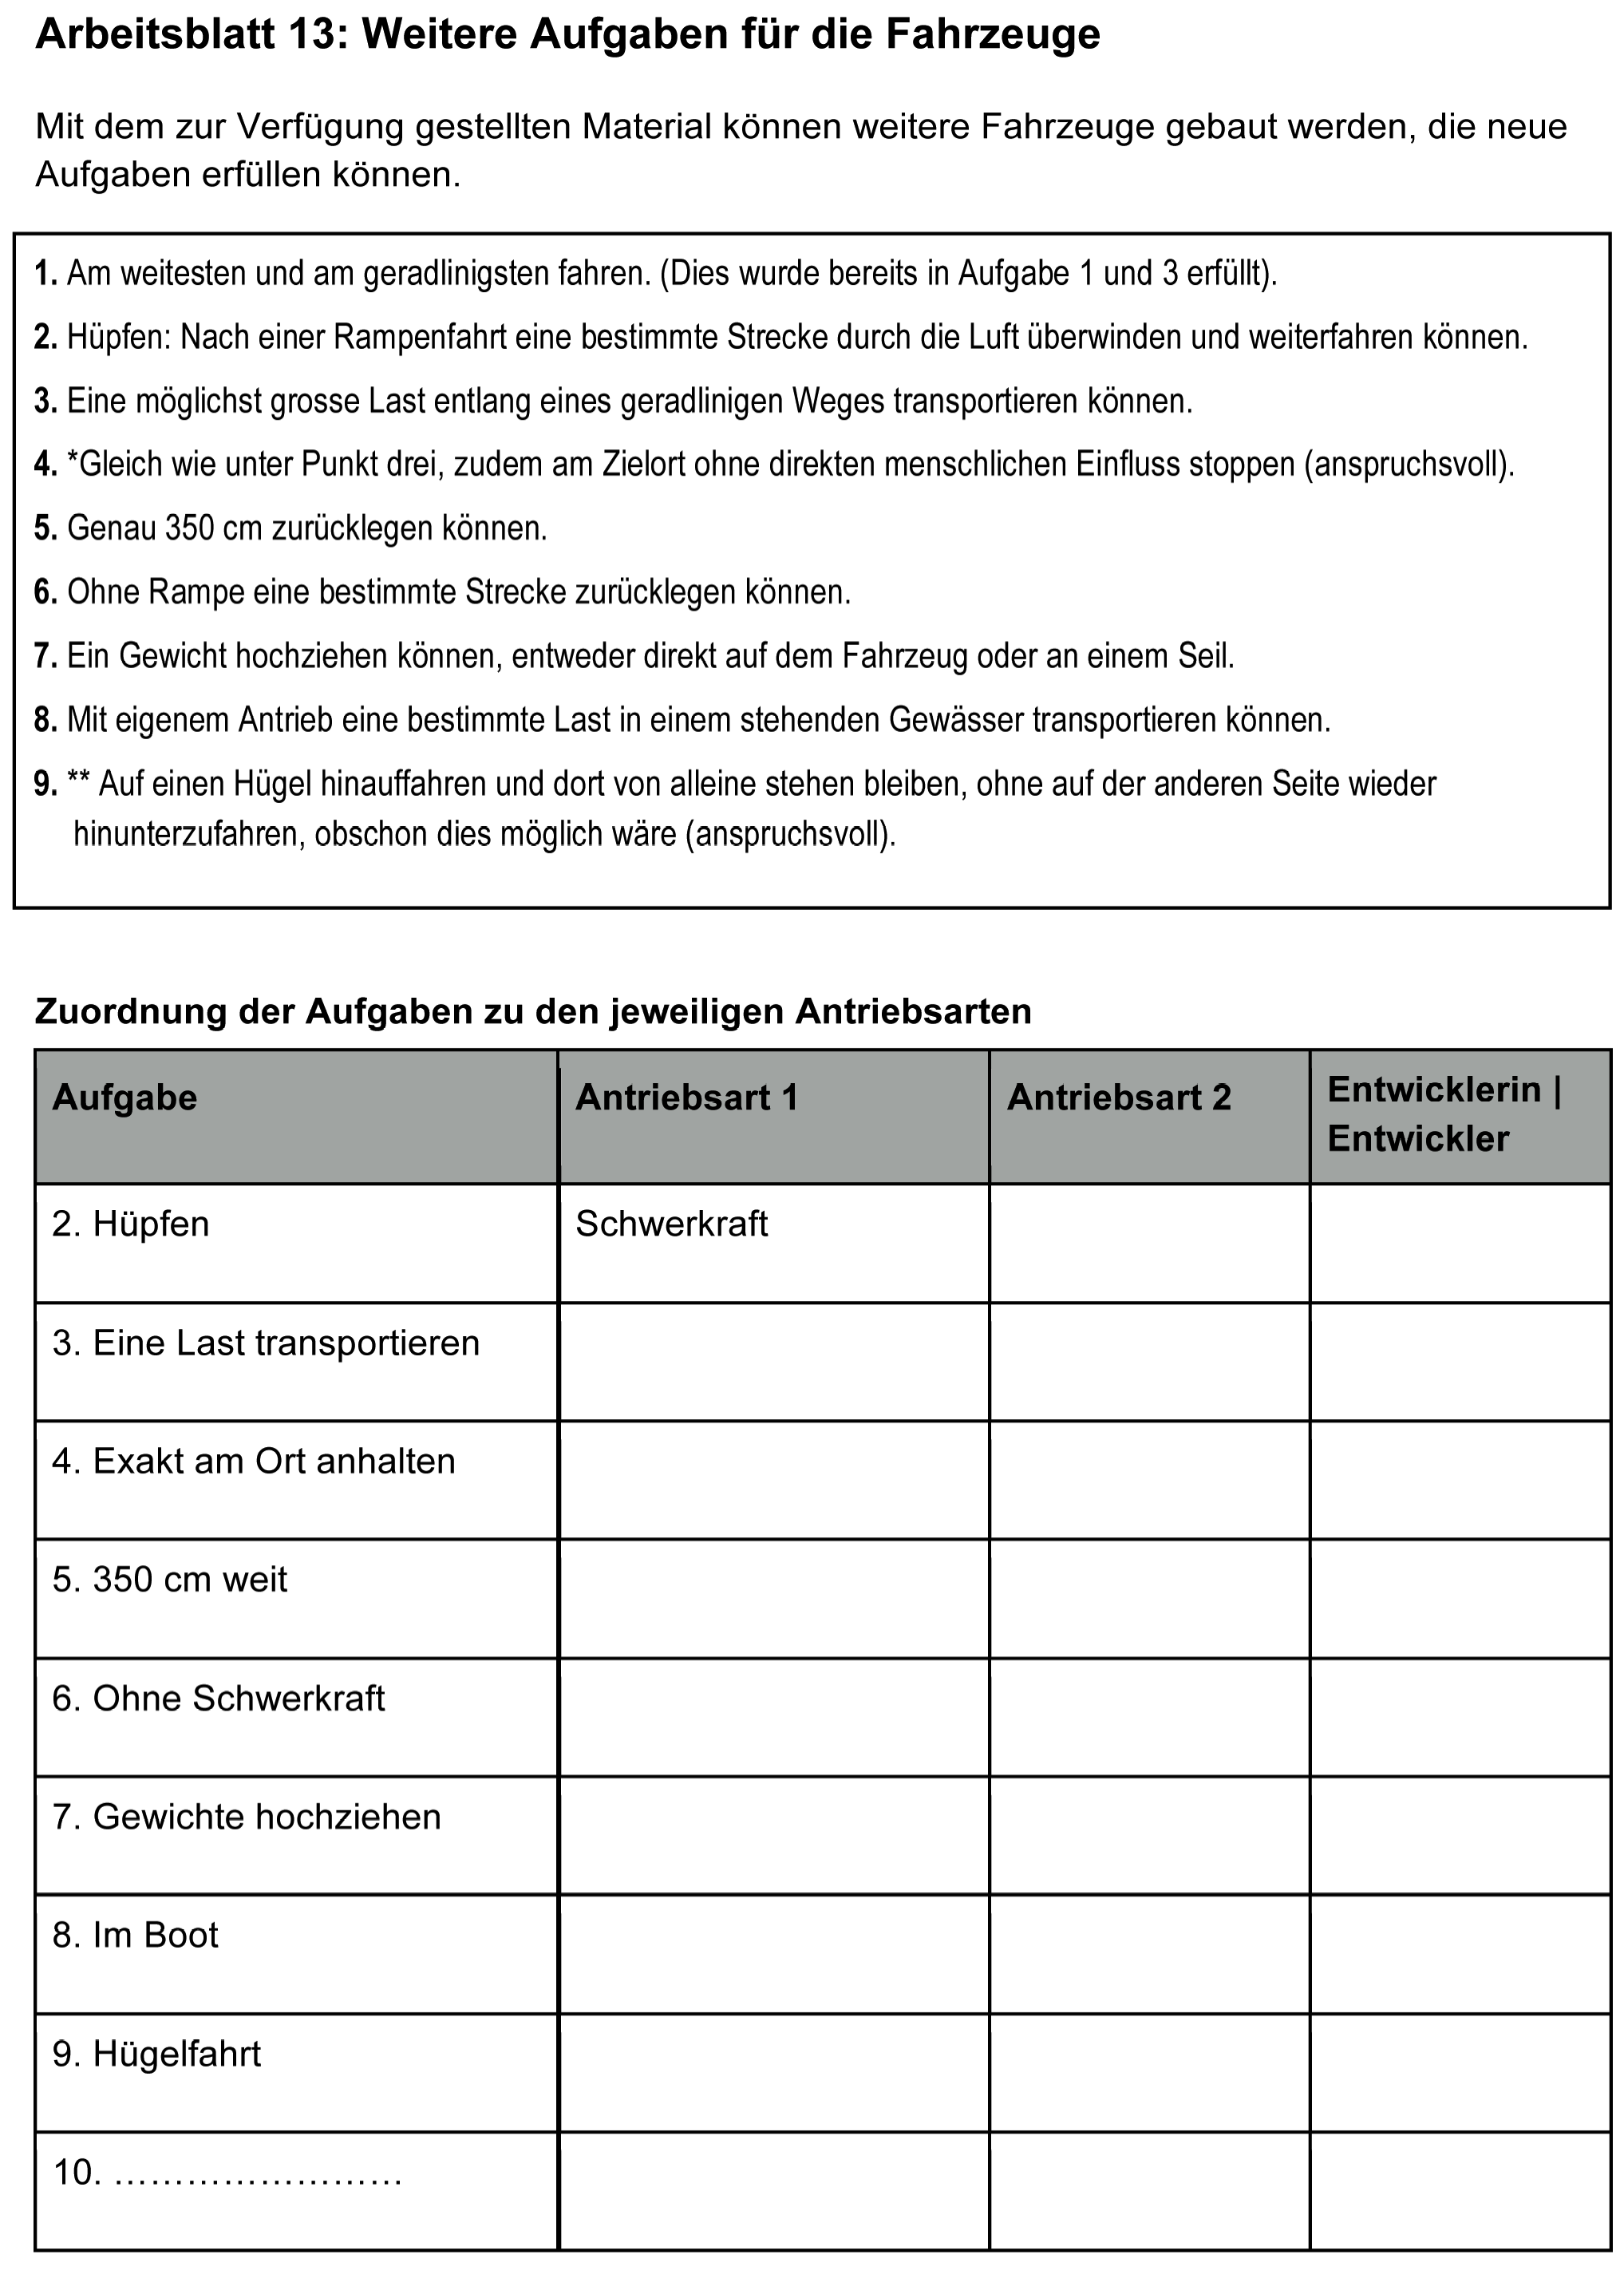 Arbeitsblatt 13: Weitere Aufgaben für die Fahrzeuge
Mit dem zur Verfügung gestellten Material können weitere Fahrzeuge gebaut werden, die neue
Aufgaben erfüllen können.
1. Am weitesten und am geradlinigsten fahren. (Dies wurde bereits in Aufgabe 1 und 3 erfüllt).
2. Hüpfen: Nach einer Rampenfahrt eine bestimmte Strecke durch die Luft überwinden und weiterfahren können.
3. Eine möglichst grosse Last entlang eines geradlinigen Weges transportieren können.
4. *Gleich wie unter Punkt drei, zudem am Zielort ohne direkten menschlichen Einfluss stoppen (anspruchsvoll).
5. Genau 350 cm zurücklegen können.
6. Ohne Rampe eine bestimmte Strecke zurücklegen können.
7. Ein Gewicht hochziehen können, entweder direkt auf dem Fahrzeug oder an einem Seil.
8. Mit eigenem Antrieb eine bestimmte Last in einem stehenden Gewässer transportieren können.
9. ** Auf einen Hügel hinauffahren und dort von alleine stehen bleiben, ohne auf der anderen Seite wieder
hinunterzufahren, obschon dies möglich wäre (anspruchsvoll).
Zuordnung der Aufgaben zu den jeweiligen Antriebsarten
Aufgabe Antriebsart 1 Antriebsart 2 Entwicklerin |
Entwickler
2. Hüpfen Schwerkraft
3. Eine Last transportieren
4. Exakt am Ort anhalten
5. 350 cm weit
6. Ohne Schwerkraft
7. Gewichte hochziehen
8. Im Boot
9. Hügelfahrt
10. ……………………